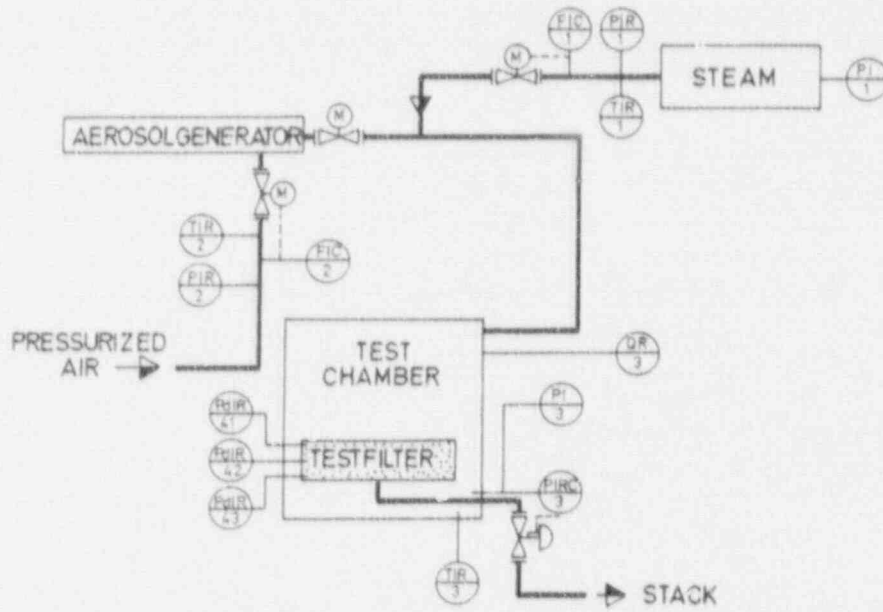 FIC
1
PIR
1
M
STEAM
PI
1
TIR
1
M
AEROSOLGENERATOR
M
TIR
2
FIC
2
PIR
2
PRESSURIZED
AIR
TEST
CHAMBER
QR
3
PI
3
PdIR
41
TESTFILTER
PdIR
42
PIRC
3
PdIR
43
TIR
3
STACK